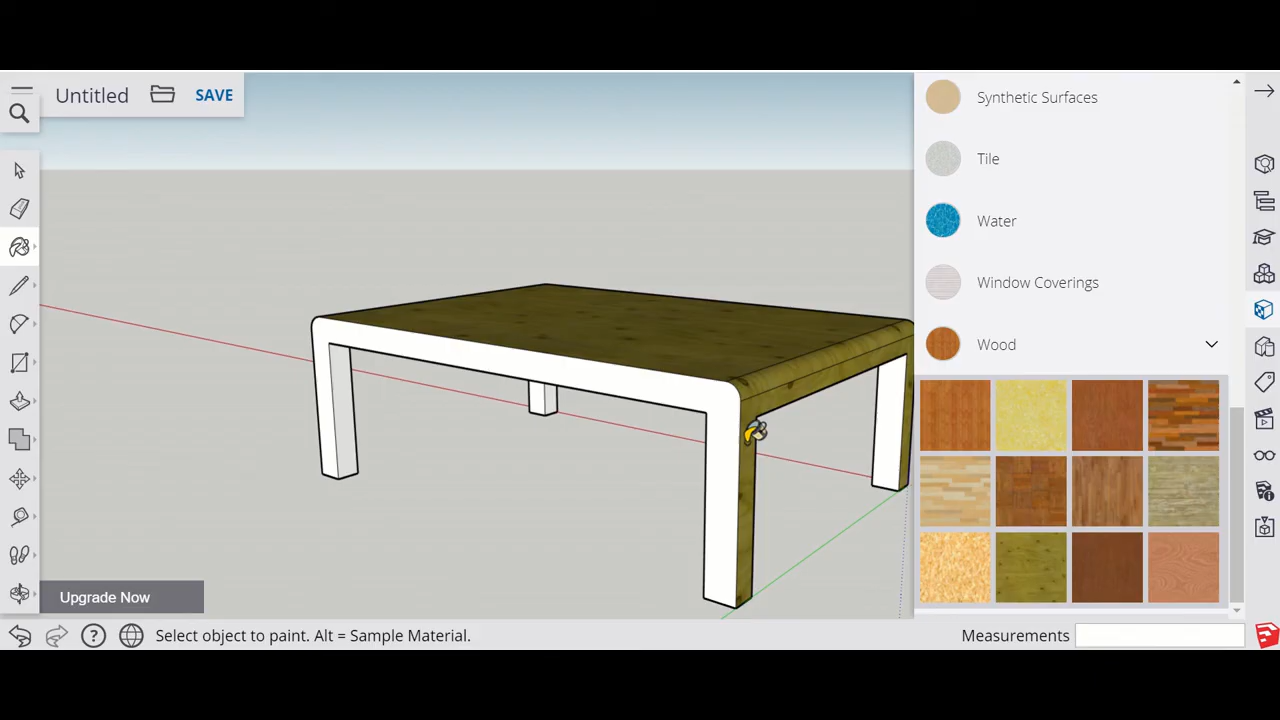 Untitled
SAVE
Synthetic Surfaces
Tile
Water
Window Coverings
Wood
Upgrade Now
Select object to paint. Alt = Sample Material.
Measurements